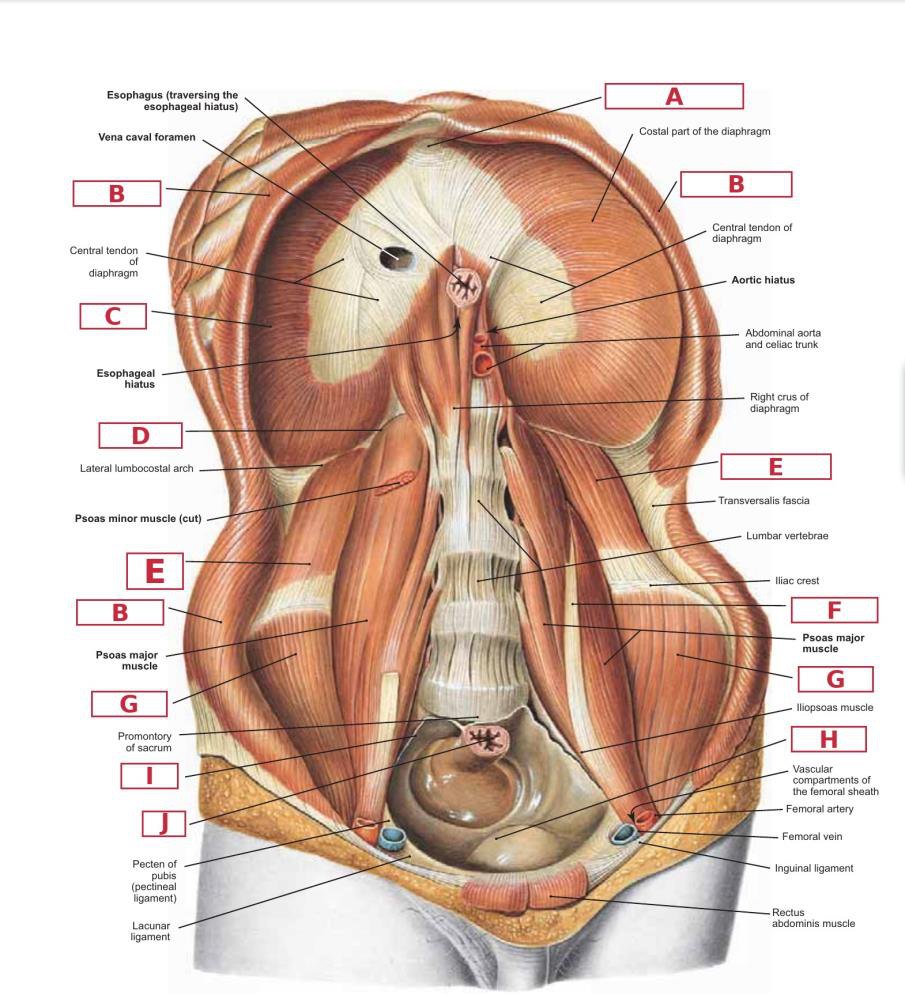 Esophagus (traversing the
esophageal hiatus)
A
Costal part of the diaphragm
Vena caval foramen
B
B
Central tendon of
diaphragm
Central tendon
of
diaphragm
Aortic hiatus
C
Abdominal aorta
and celiac trunk
Esophageal
hiatus
Right crus of
diaphragm
D
Lateral lumbocostal arch
E
Transversalis fascia
Psoas minor muscle (cut)
Lumbar vertebrae
E
Iliac crest
B
F
Psoas major
muscle
Psoas major
muscle
G
G
Iliopsoas muscle
Promontory
of sacrum
H
I
Vascular
compartments of
the femoral sheath
J
Femoral artery
Femoral vein
Pecten of
pubis
(pectineal
ligament)
Inguinal ligament
Lacunar
ligament
Rectus
abdominis muscle